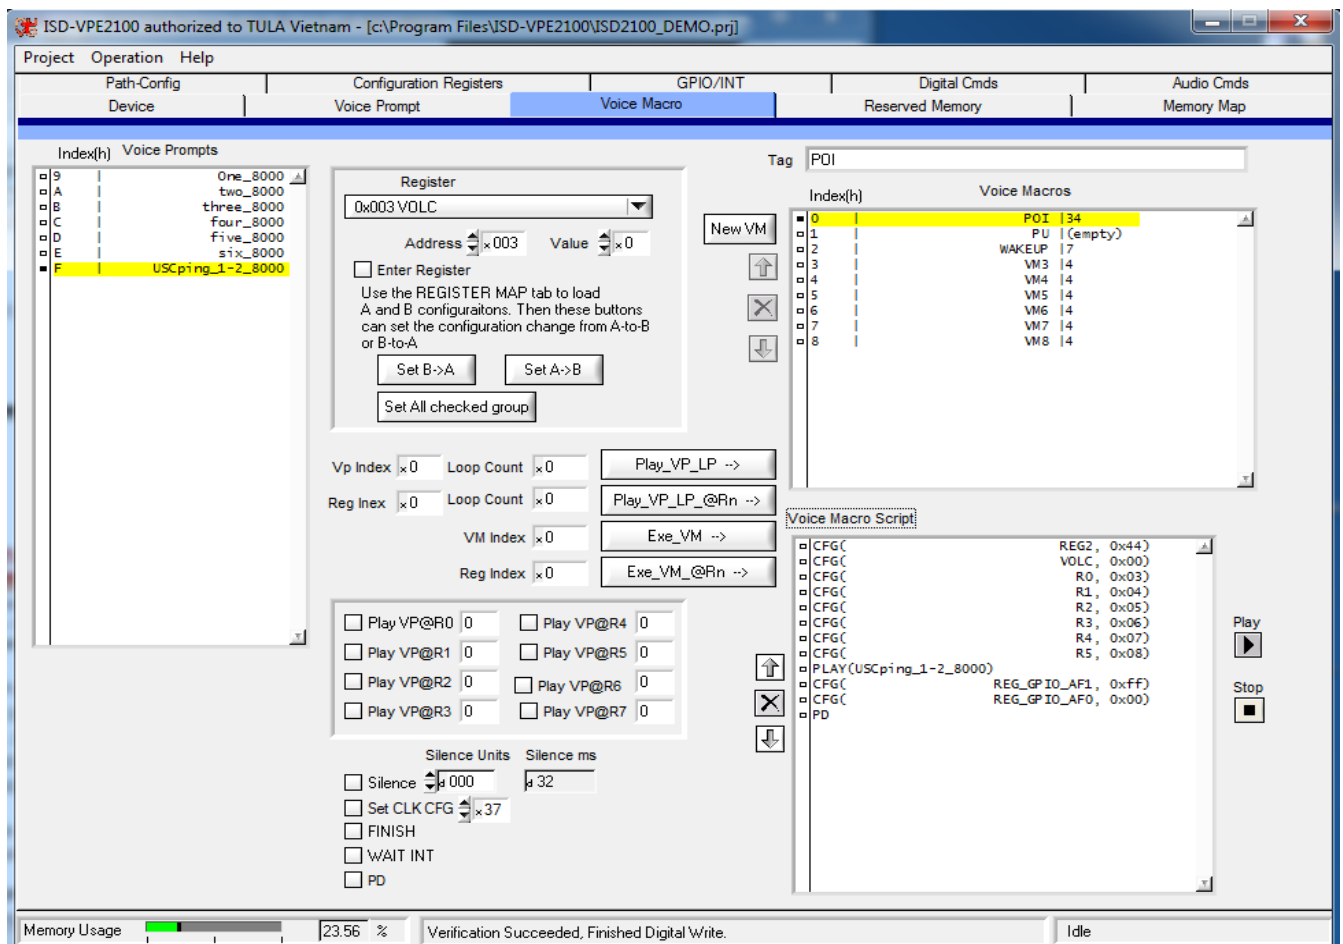 ISD-VPE2100 authorized to TULA Vietnam - [c:\Program Files\ISD-VPE2100\ISD2100_DEMO.prj]
Project Operation Help
Path-Config Configuration Registers GPIO/INT Digital Cmds Audio Cmds
Device Voice Prompt Voice Macro Reserved Memory Memory Map
Index(h) Voice Prompts
9 | One_8000
A | two_8000
B | three_8000
C | four_8000
D | five_8000
E | six_8000
F | USCping_1-2_8000
Register
0x003 VOLC
Address x 003 Value x 0
Enter Register
Use the REGISTER MAP tab to load
A and B configuraitons. Then these buttons
can set the configuration change from A-to-B
or B-to-A
Set B->A Set A->B
Set All checked group
Vp Index x 0 Loop Count x 0 Play_VP_LP -->
Reg Inex x 0 Loop Count x 0 Play_VP_LP_@Rn -->
VM Index x 0 Exe_VM -->
Reg Index x 0 Exe_VM_@Rn -->
Play VP@R0 0 Play VP@R4 0
Play VP@R1 0 Play VP@R5 0
Play VP@R2 0 Play VP@R6 0
Play VP@R3 0 Play VP@R7 0
Silence Units Silence ms
Silence d 000 d 32
Set CLK CFG x 37
FINISH
WAIT INT
PD
Tag POI
Index(h) Voice Macros
New VM
0 | POI |34
1 | PU |(empty)
2 | WAKEUP |7
3 | VM3 |4
4 | VM4 |4
5 | VM5 |4
6 | VM6 |4
7 | VM7 |4
8 | VM8 |4
Voice Macro Script
CFG( REG2, 0x44)
CFG( VOLC, 0x00)
CFG( R0, 0x03)
CFG( R1, 0x04)
CFG( R2, 0x05)
CFG( R3, 0x06)
CFG( R4, 0x07)
CFG( R5, 0x08)
PLAY(USCping_1-2_8000)
CFG( REG_GPIO_AF1, 0xff)
CFG( REG_GPIO_AF0, 0x00)
PD
Play
Stop
Memory Usage 23.56 % Verification Succeeded, Finished Digital Write. Idle